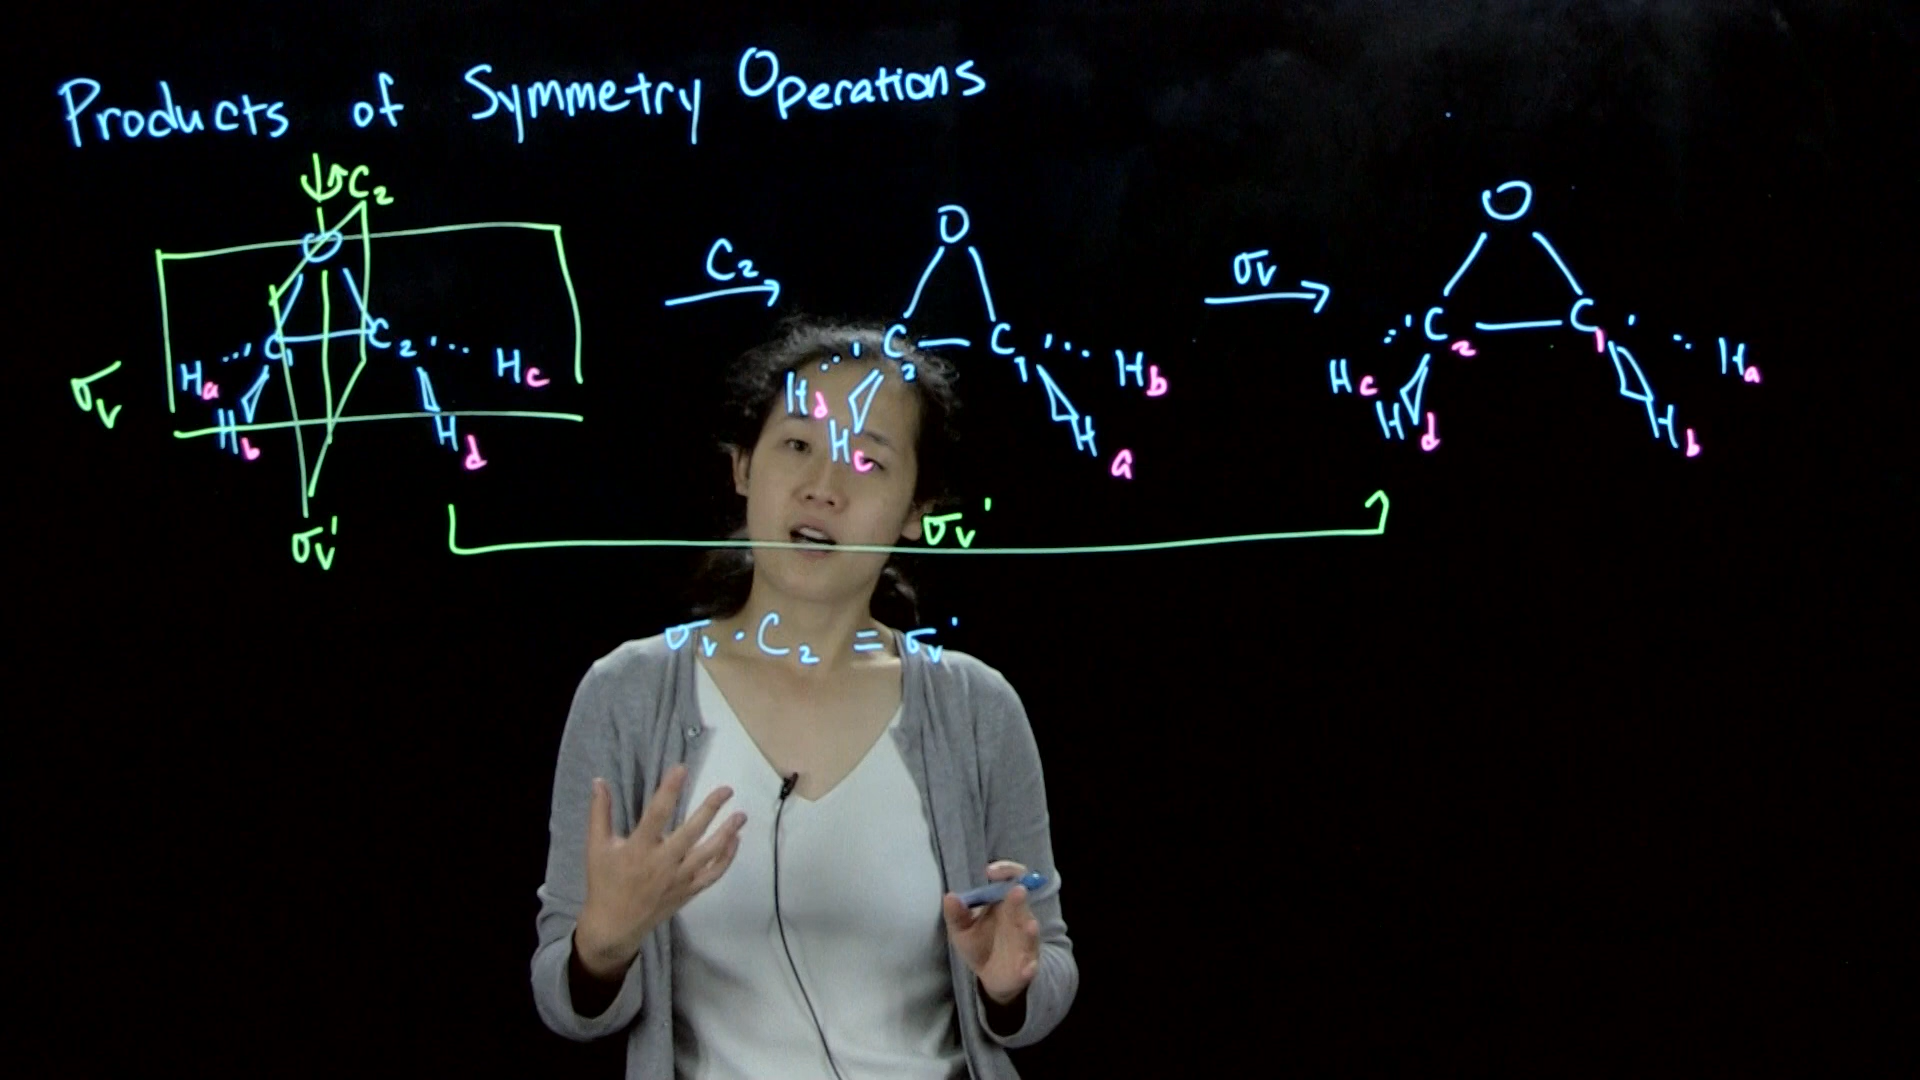 Products of Symmetry Operations
C₂
O
O
O
C₂
σᵥ
C₁ C₂
C₂ C₁
C₂ C₁
Ha Hc
Hb
Ha
σᵥ
Hd
Hc
Hb Hd
Hc Ha
Hd Hb
σᵥ' σᵥ'
σᵥ · C₂ = σᵥ'